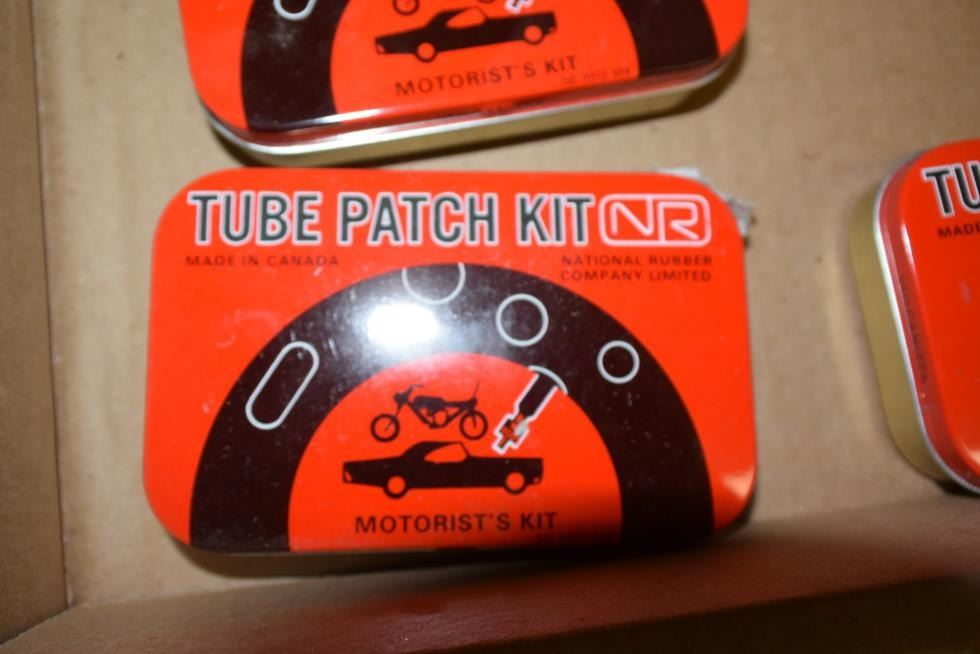 MOTORIST'S KIT
TUBE PATCH KIT NR
MADE IN CANADA
NATIONAL RUBBER
COMPANY LIMITED
MOTORIST'S KIT
TU
MADE